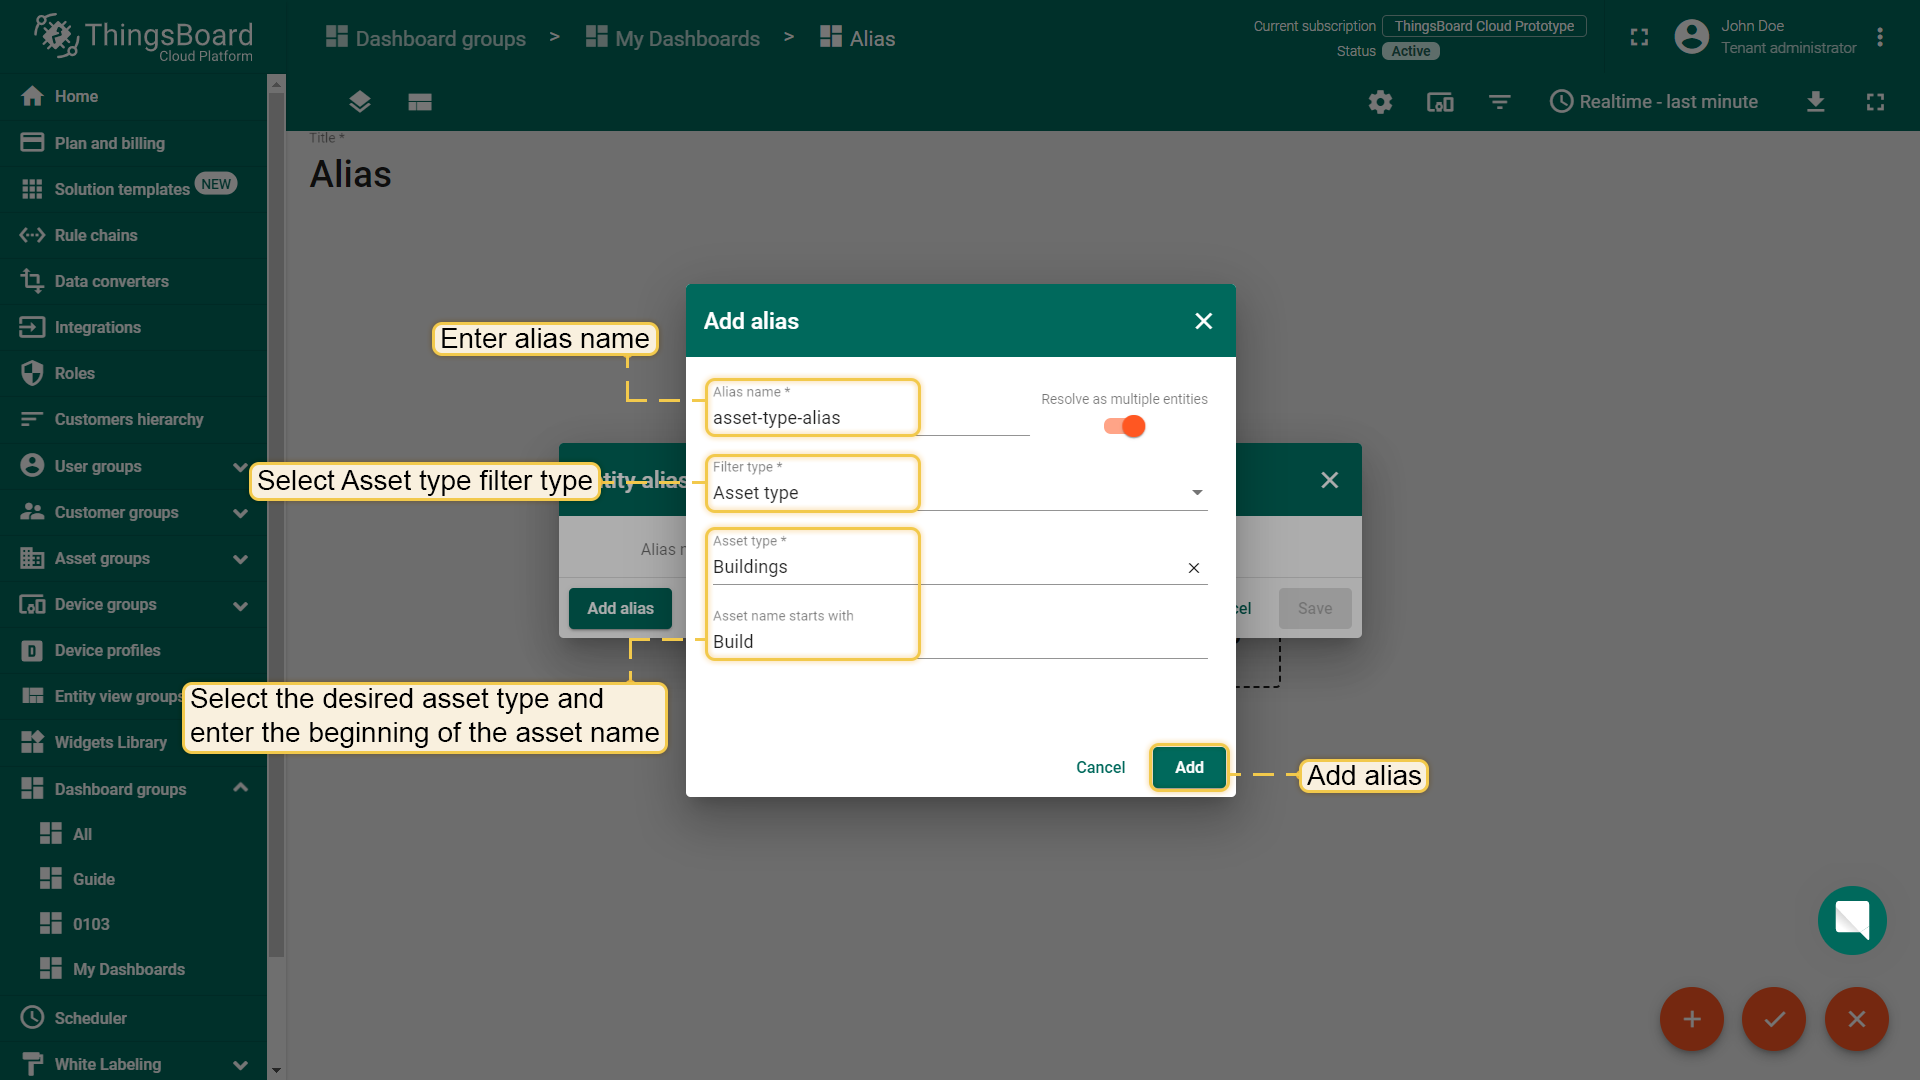 ThingsBoard
Cloud Platform
Dashboard groups > My Dashboards > Alias
Current subscription ThingsBoard Cloud Prototype
Status Active
John Doe
Tenant administrator
Realtime - last minute
Home
Plan and billing
Solution templates NEW
Rule chains
Data converters
Integrations
Roles
Customers hierarchy
User groups
Customer groups
Asset groups
Device groups
Device profiles
Entity view groups
Widgets Library
Dashboard groups
All
Guide
0103
My Dashboards
Scheduler
White Labeling
Title *
Alias
Enter alias name
Select Asset type filter type
Select the desired asset type and
enter the beginning of the asset name
Add alias
tity alias
Alias n
Add alias
cel
Save
Add alias
Alias name *
asset-type-alias
Resolve as multiple entities
Filter type *
Asset type
Asset type *
Buildings
Asset name starts with
Build
Cancel
Add